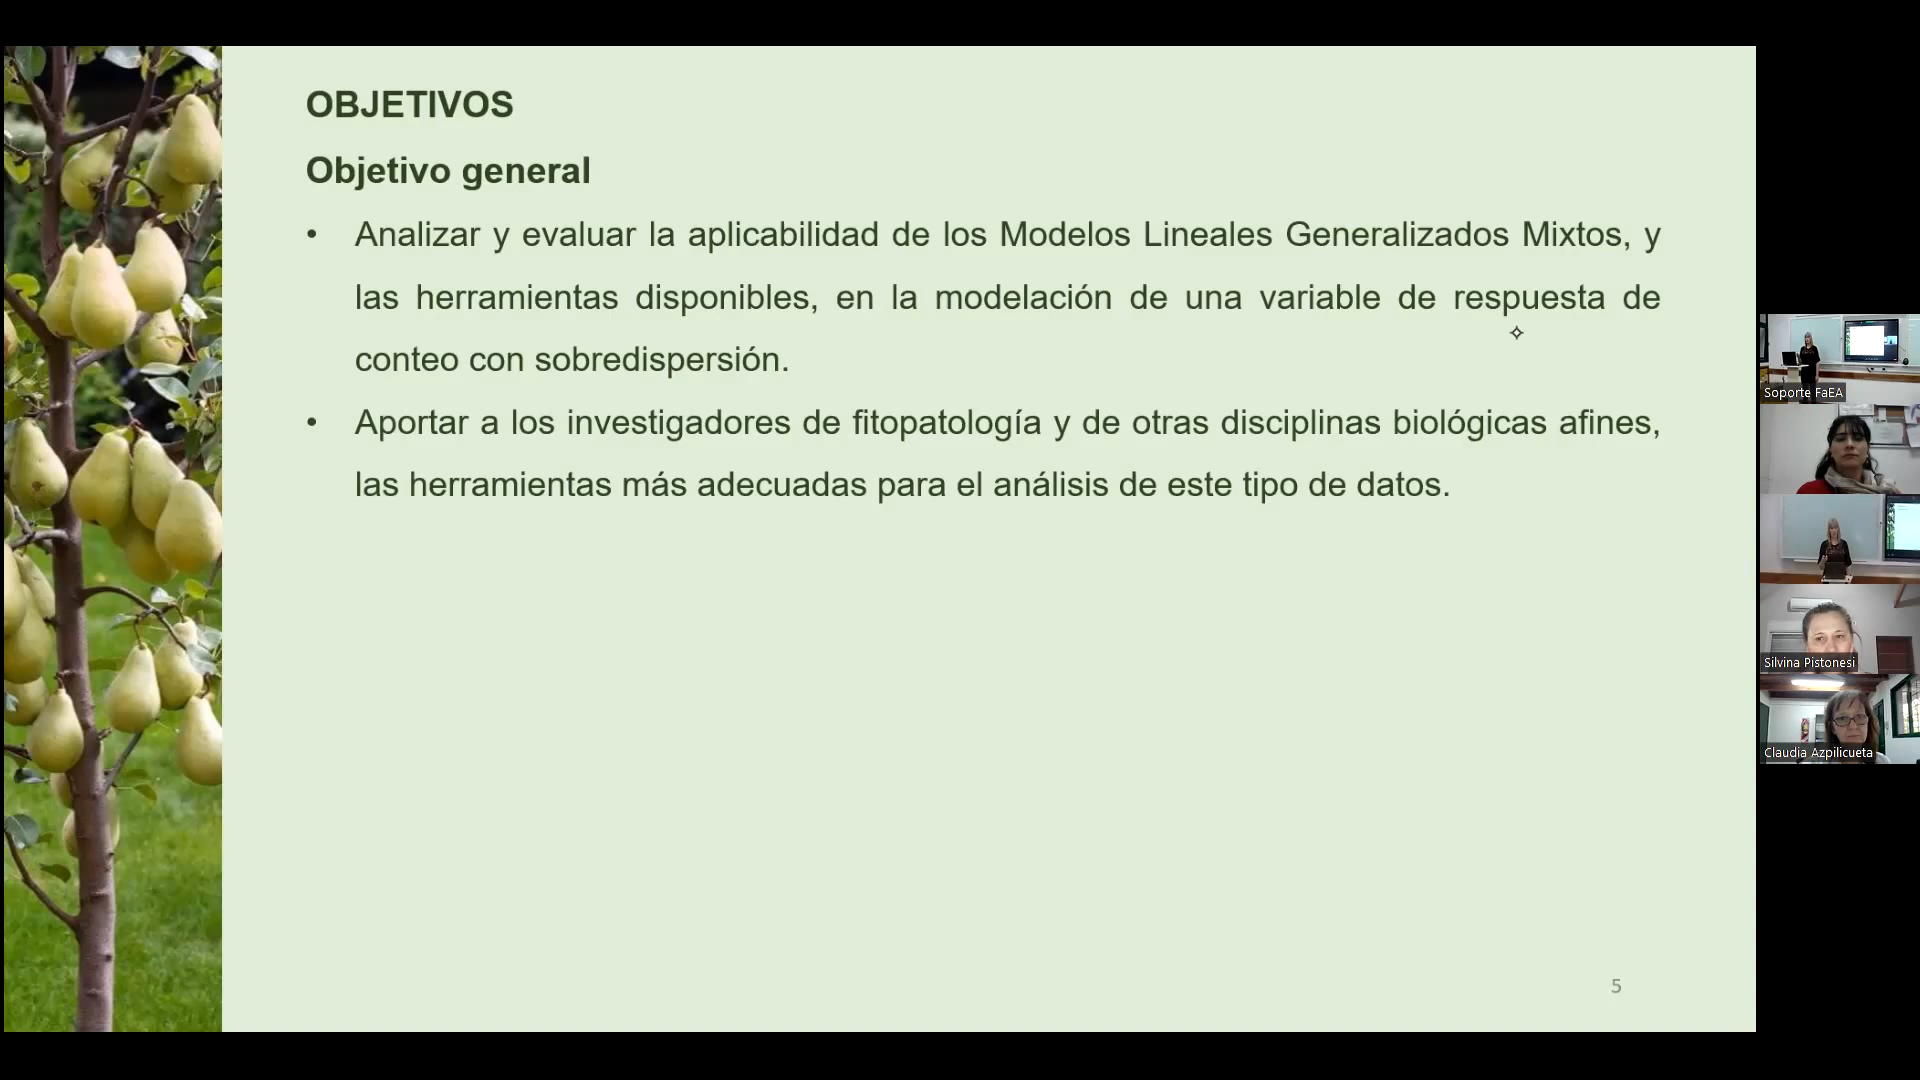 OBJETIVOS
Objetivo general
• Analizar y evaluar la aplicabilidad de los Modelos Lineales Generalizados Mixtos, y
las herramientas disponibles, en la modelación de una variable de respuesta de
conteo con sobredispersión.
• Aportar a los investigadores de fitopatología y de otras disciplinas biológicas afines,
las herramientas más adecuadas para el análisis de este tipo de datos.
5
Soporte FaEA
Silvina Pistonesi
Claudia Azpilicueta